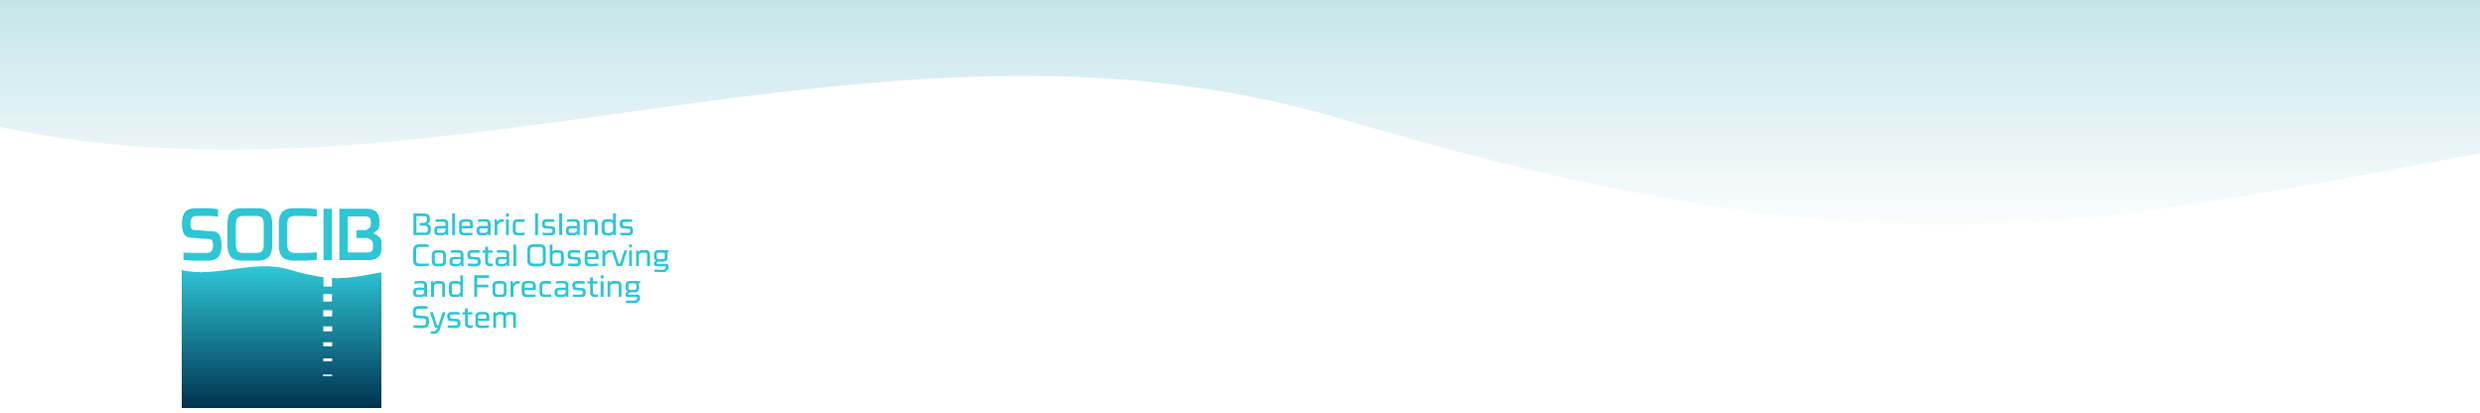 SOCIB
Balearic Islands
Coastal Observing
and Forecasting
System